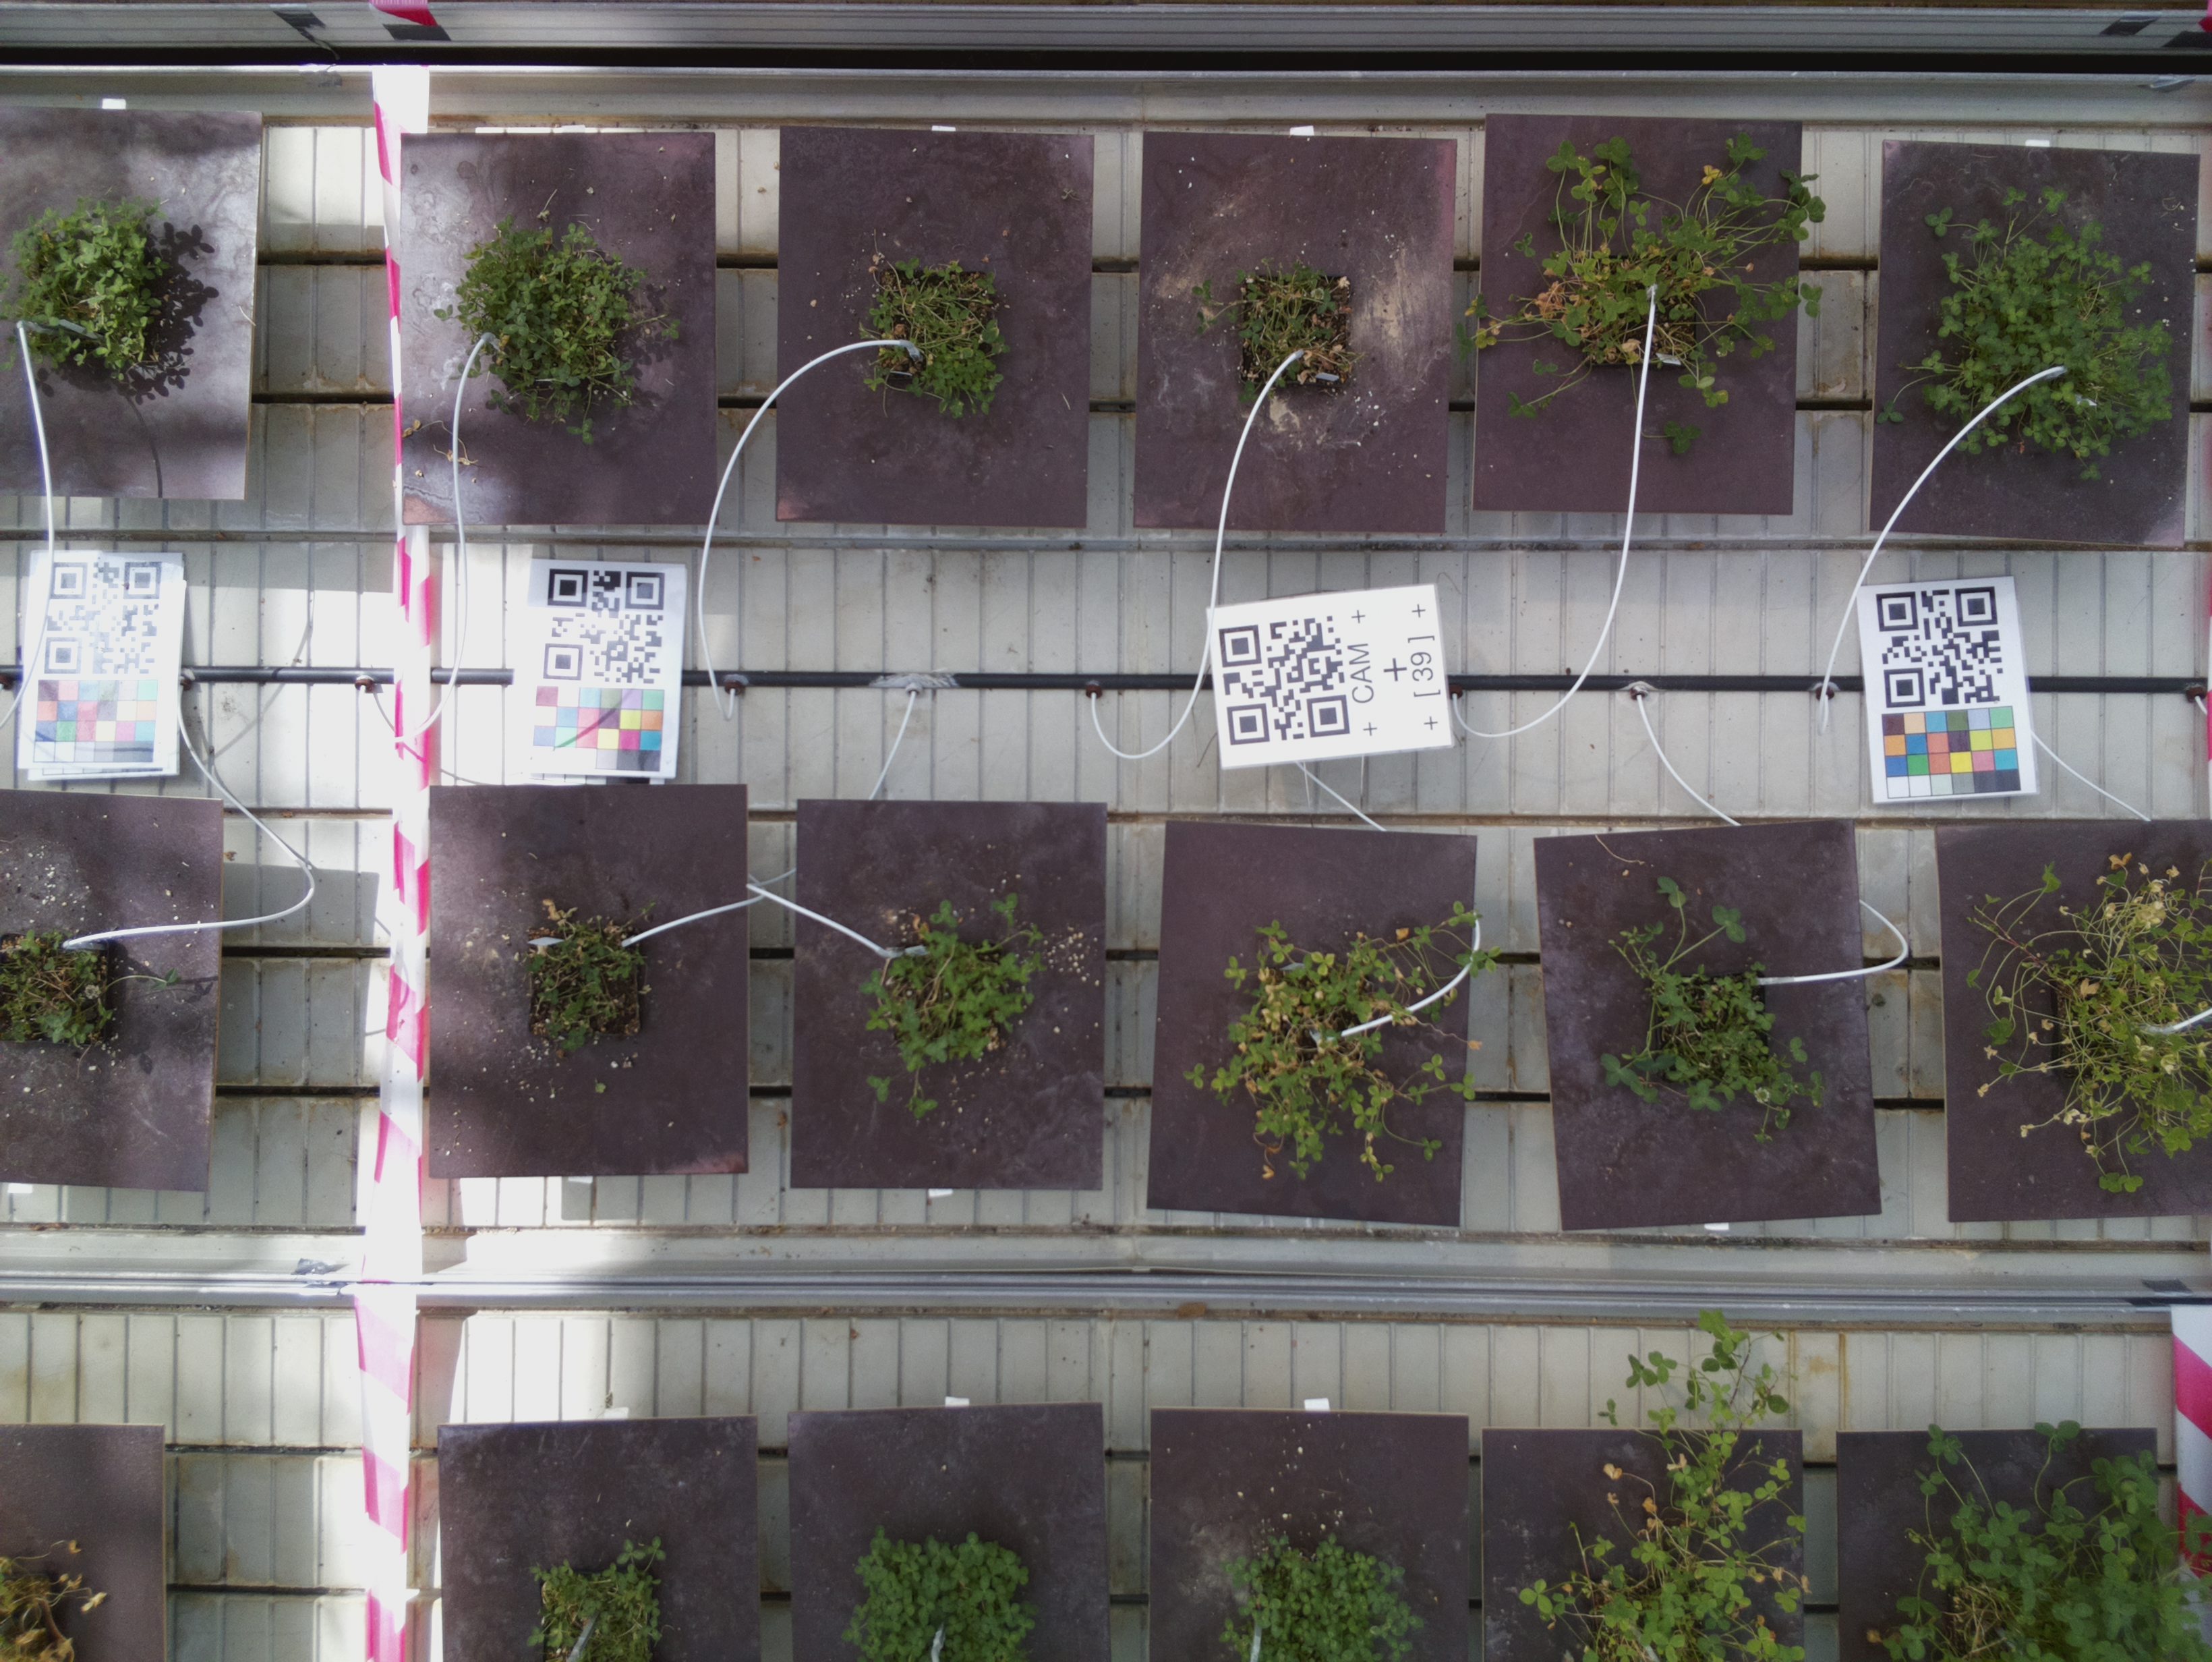 + CAM +
+
+ [ 39 ] +